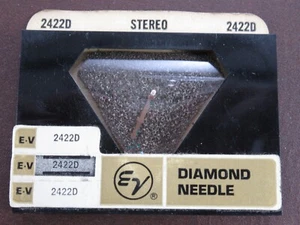 2422D STEREO 2422D
E·V 2422D
E·V 2422D
E·V 2422D
EV DIAMOND
NEEDLE